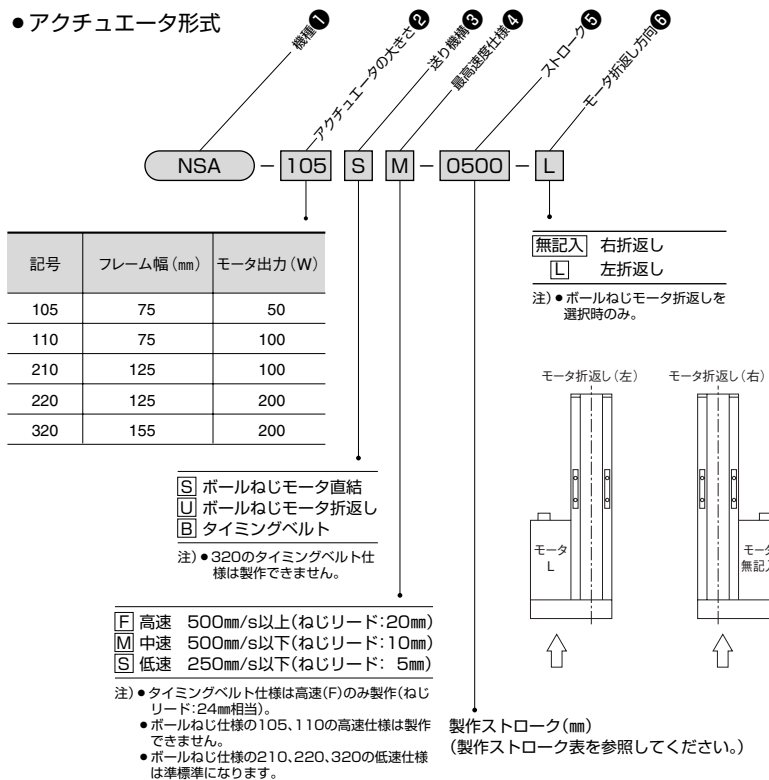 ●アクチュエータ形式
機種❶
アクチュエータの大きさ❷
送り機構❸
最高速度仕様❹
ストローク❺
モータ折返し方向❻
NSA － 105 S M － 0500 － L
記号 フレーム幅（㎜） モータ出力（W）
105 75 50
110 75 100
210 125 100
220 125 200
320 155 200
無記入 右折返し
L 左折返し
注）●ボールねじモータ折返しを
選択時のみ。
モータ折返し（左） モータ折返し（右）
モータ
L
無記入
S ボールねじモータ直結
U ボールねじモータ折返し
B タイミングベルト
注）●320のタイミングベルト仕
様は製作できません。
F 高速 500㎜/s以上（ねじリード：20㎜）
M 中速 500㎜/s以下（ねじリード：10㎜）
S 低速 250㎜/s以下（ねじリード： 5㎜）
注）●タイミングベルト仕様は高速（F）のみ製作（ねじ
リード：24㎜相当）。
●ボールねじ仕様の105、110の高速仕様は製作
できません。
●ボールねじ仕様の210、220、320の低速仕様
は準標準になります。
製作ストローク（㎜）
（製作ストローク表を参照してください。）